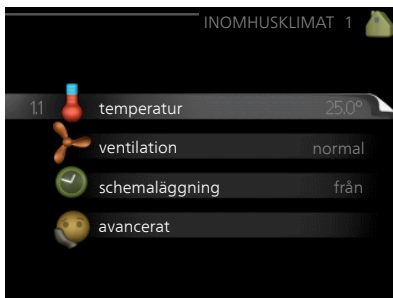 INOMHUSKLIMAT 1
1.1 temperatur 25.0°
ventilation normal
schemaläggning från
avancerat